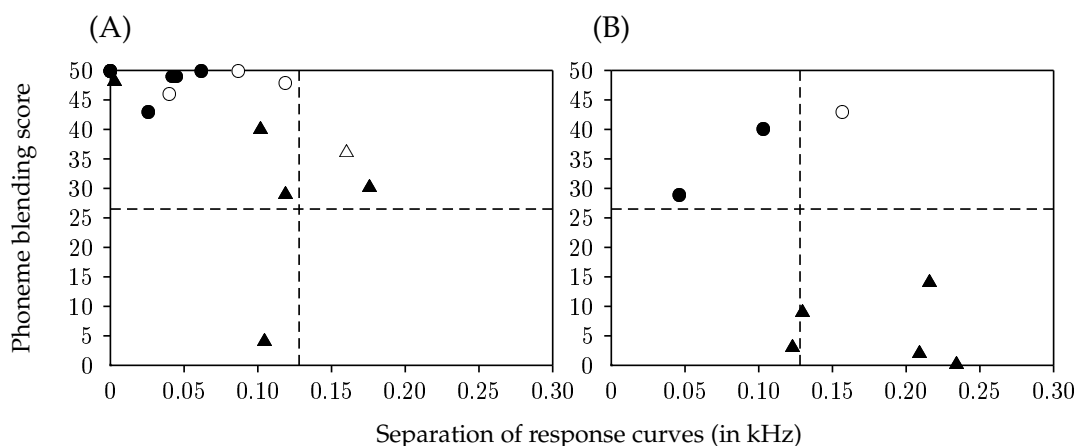 (A) (B)
Phoneme blending score
50 50
45 45
40 40
35 35
30 30
25 25
20 20
15 15
10 10
5 5
0 0
0 0.05 0.10 0.15 0.20 0.25 0.30 0 0.05 0.10 0.15 0.20 0.25 0.30
Separation of response curves (in kHz)